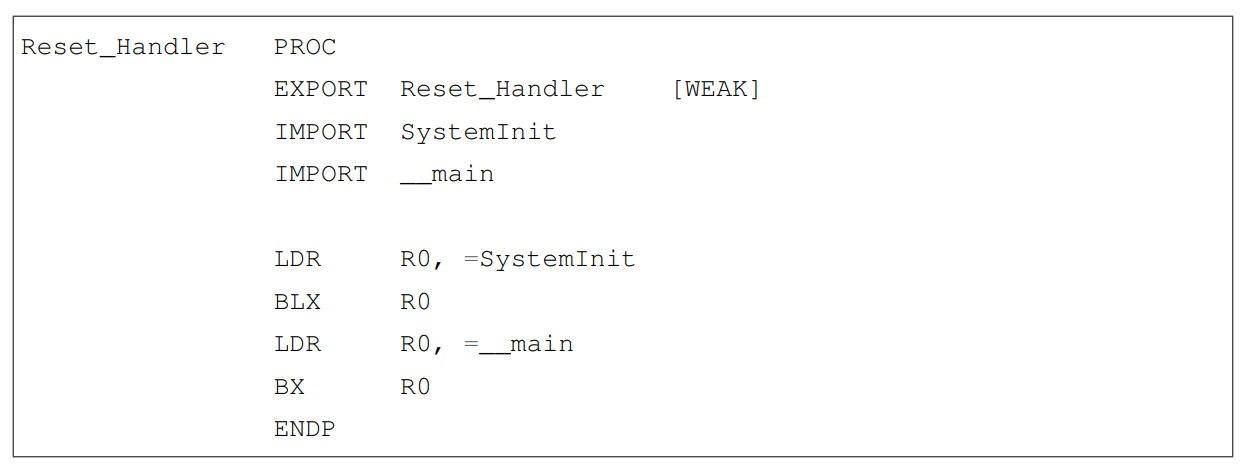 Reset_Handler PROC
EXPORT Reset_Handler [WEAK]
IMPORT SystemInit
IMPORT __main
LDR R0, =SystemInit
BLX R0
LDR R0, =__main
BX R0
ENDP